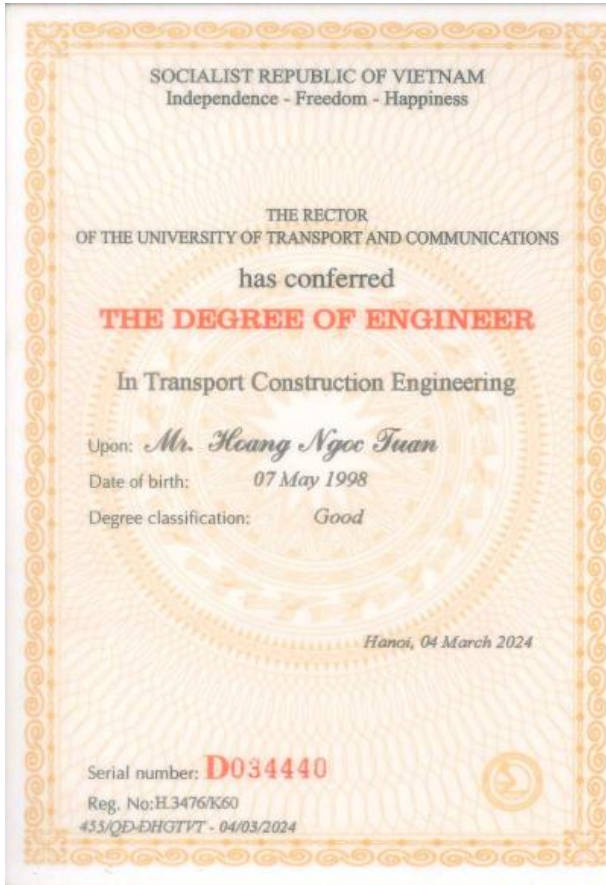 SOCIALIST REPUBLIC OF VIETNAM
Independence - Freedom - Happiness
THE RECTOR
OF THE UNIVERSITY OF TRANSPORT AND COMMUNICATIONS
has conferred
THE DEGREE OF ENGINEER
In Transport Construction Engineering
Upon: Mr. Hoang Ngoc Tuan
Date of birth: 07 May 1998
Degree classification: Good
Hanoi, 04 March 2024
Serial number: D034440
Reg. No:H.3476/K60
455/QĐ-ĐHGTVT - 04/03/2024